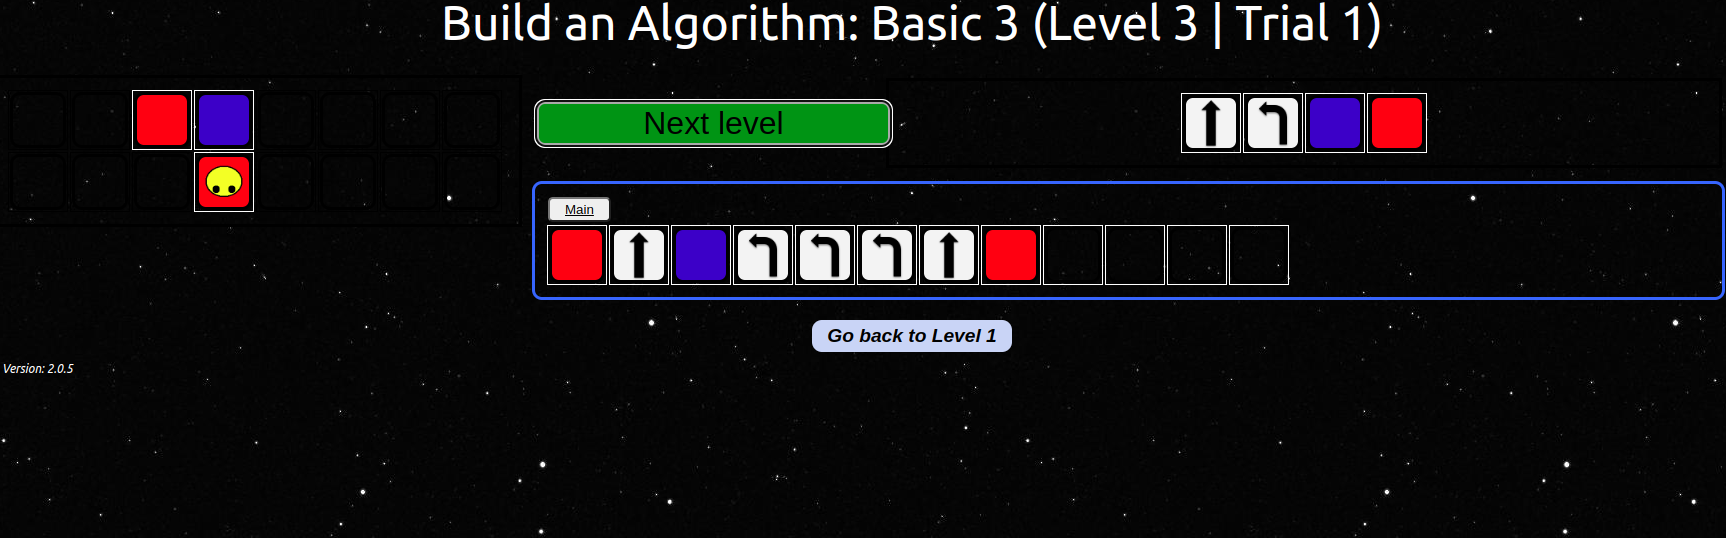 Build an Algorithm: Basic 3 (Level 3 | Trial 1)
Next level
Main
Go back to Level 1
Version: 2.0.5